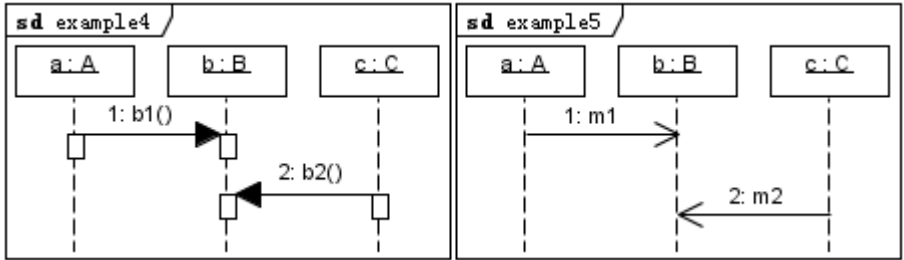 sd example4
a : A
b : B
c : C
1: b1()
2: b2()
sd example5
a : A
b : B
c : C
1: m1
2: m2